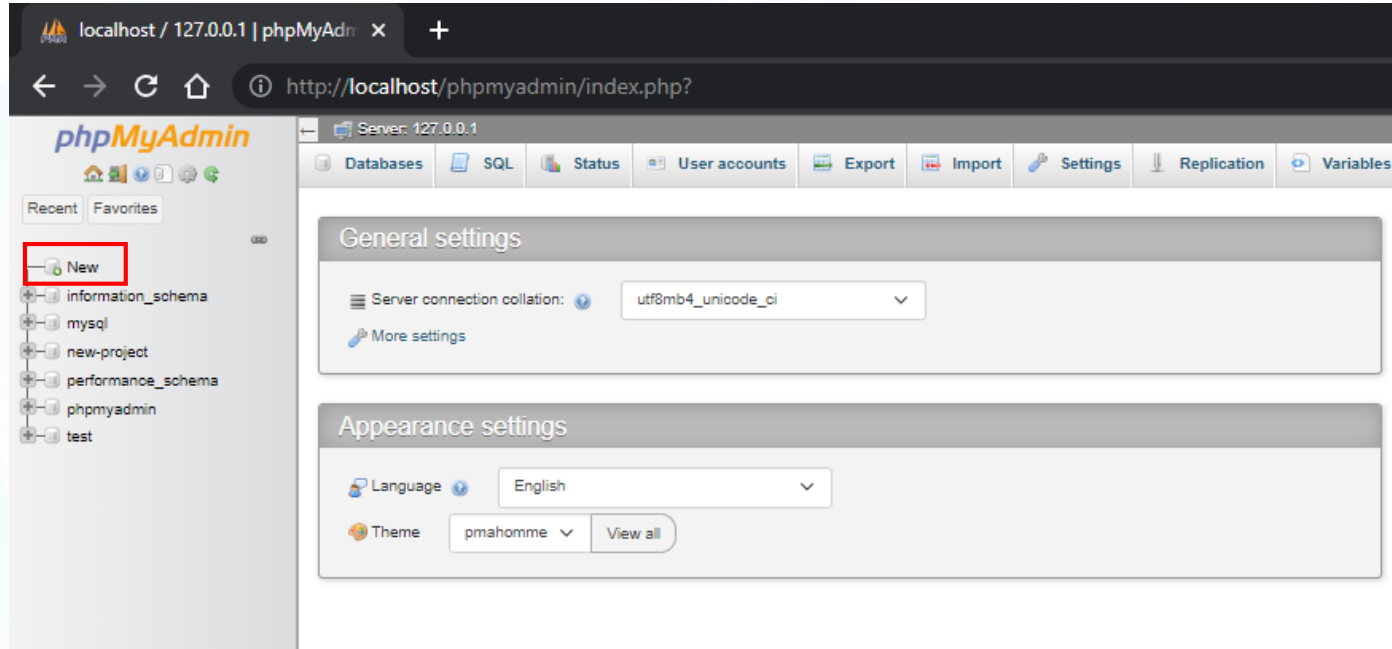 localhost / 127.0.0.1 | phpMyAdm
http://localhost/phpmyadmin/index.php?
phpMyAdmin
Recent Favorites
New
information_schema
mysql
new-project
performance_schema
phpmyadmin
test
Server: 127.0.0.1
Databases SQL Status User accounts Export Import Settings Replication Variables
General settings
Server connection collation: utf8mb4_unicode_ci
More settings
Appearance settings
Language English
Theme pmahomme View all